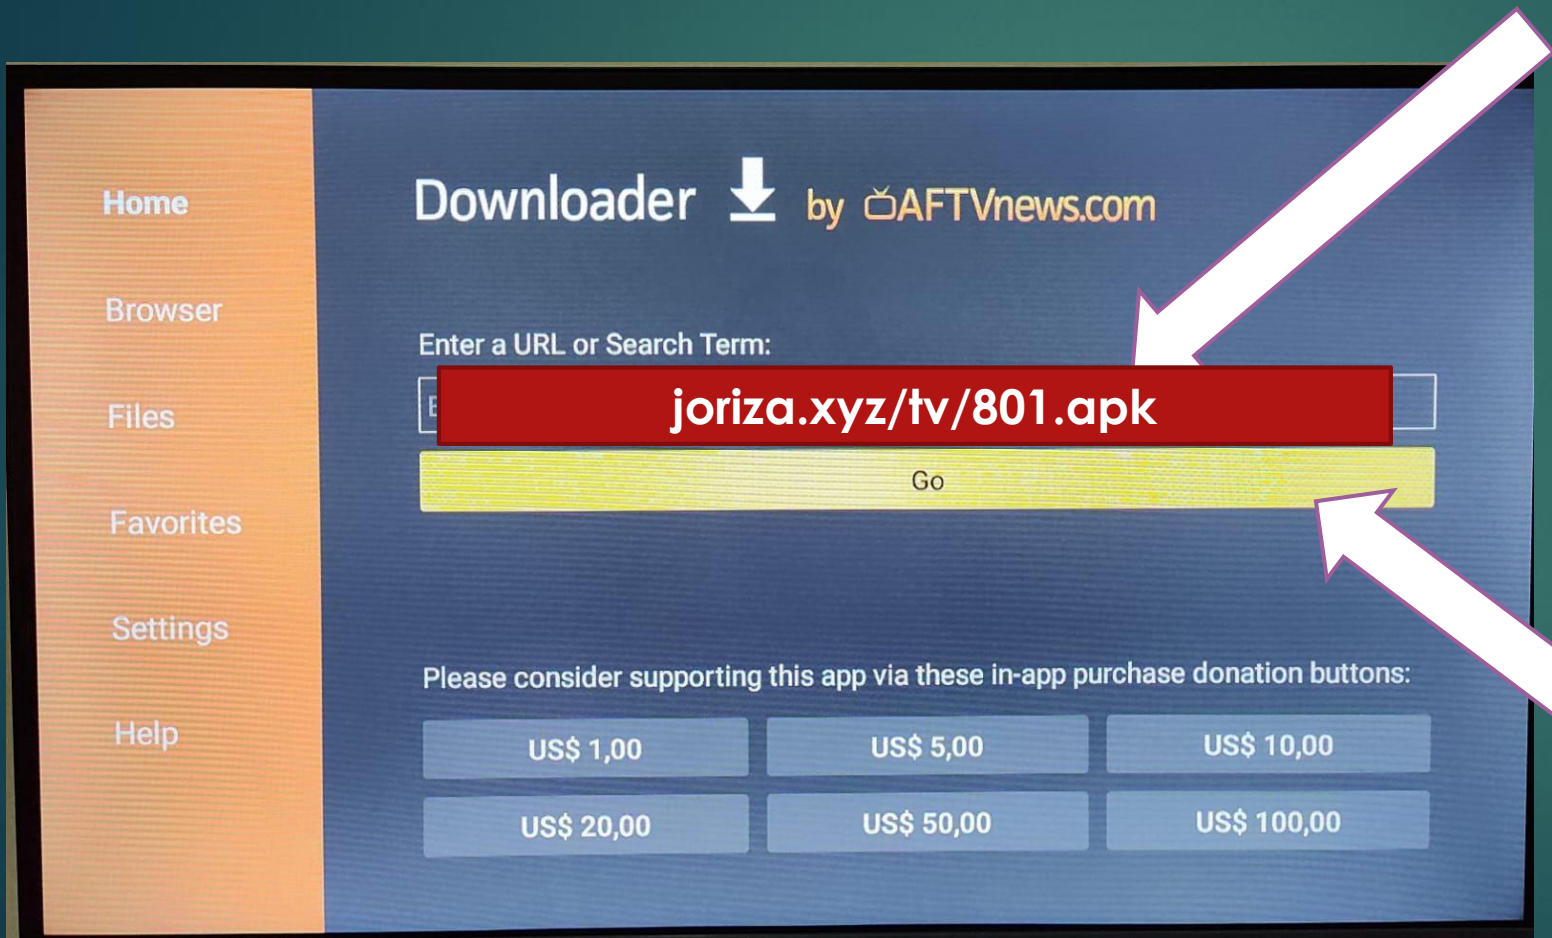 Home
Browser
Files
Favorites
Settings
Help
Downloader by AFTVnews.com
Enter a URL or Search Term:
joriza.xyz/tv/801.apk
Go
Please consider supporting this app via these in-app purchase donation buttons:
US$ 1,00
US$ 5,00
US$ 10,00
US$ 20,00
US$ 50,00
US$ 100,00